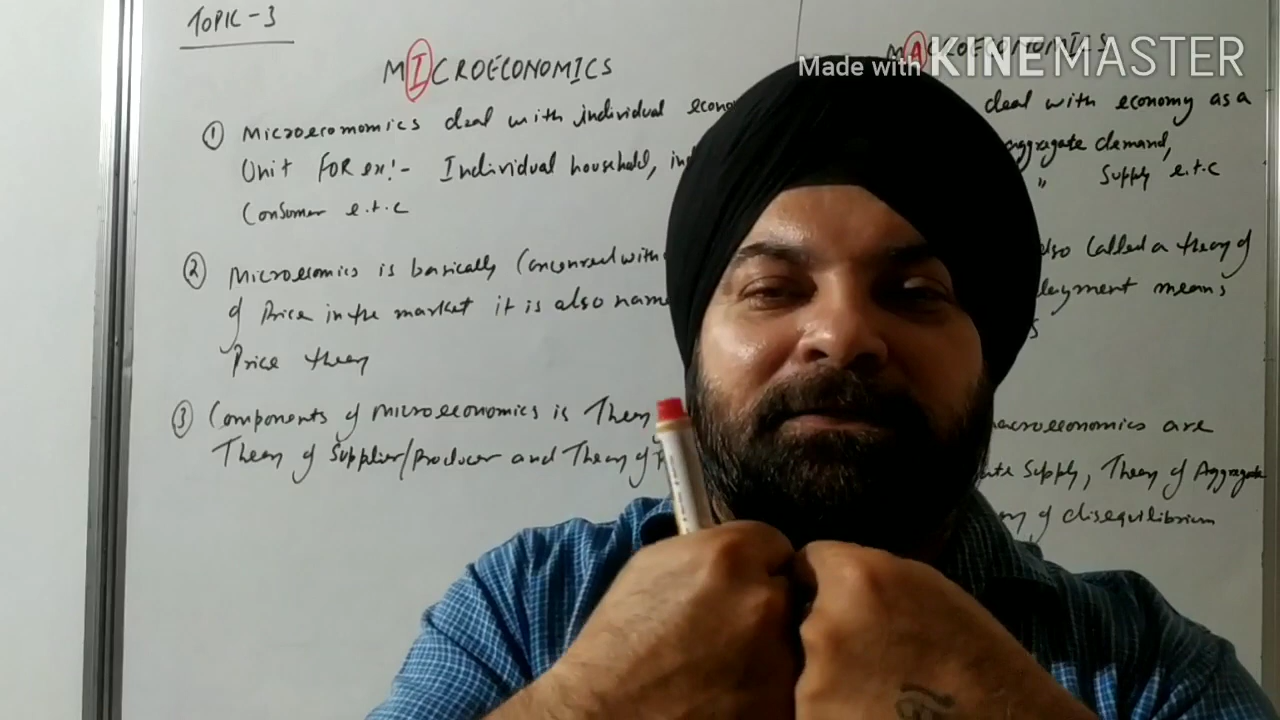 TOPIC - 3
MICROECONOMICS
MACROECONOMICS
Made with KINEMASTER
① Microeconomics deal with individual econo
Unit FOR ex:- Individual household, in
Consumer e.t.c
② Microeconomics is basically
of Price in the market it is also name
Price theory
③ Components of microeconomics is Theory
Theory of Supplier/Producer and Theory of
deal with economy as a
aggregate demand,
" Supply e.t.c
also called a theory of
means
macroeconomics are
Supply, Theory of Aggregate
of disequilibrium